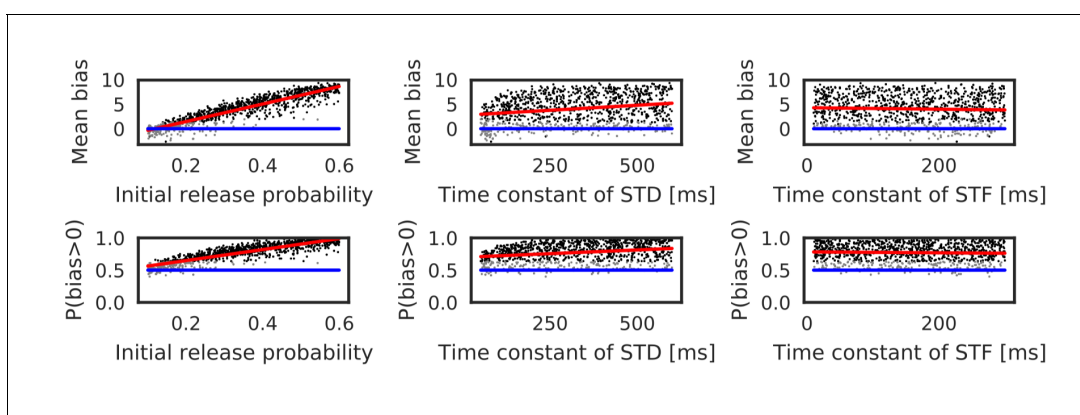 Mean bias
10
5
0
0.2 0.4 0.6
Initial release probability
Mean bias
10
5
0
250 500
Time constant of STD [ms]
Mean bias
10
5
0
0 200
Time constant of STF [ms]
P(bias>0)
1.0
0.5
0.0
0.2 0.4 0.6
Initial release probability
P(bias>0)
1.0
0.5
0.0
250 500
Time constant of STD [ms]
P(bias>0)
1.0
0.5
0.0
0 200
Time constant of STF [ms]